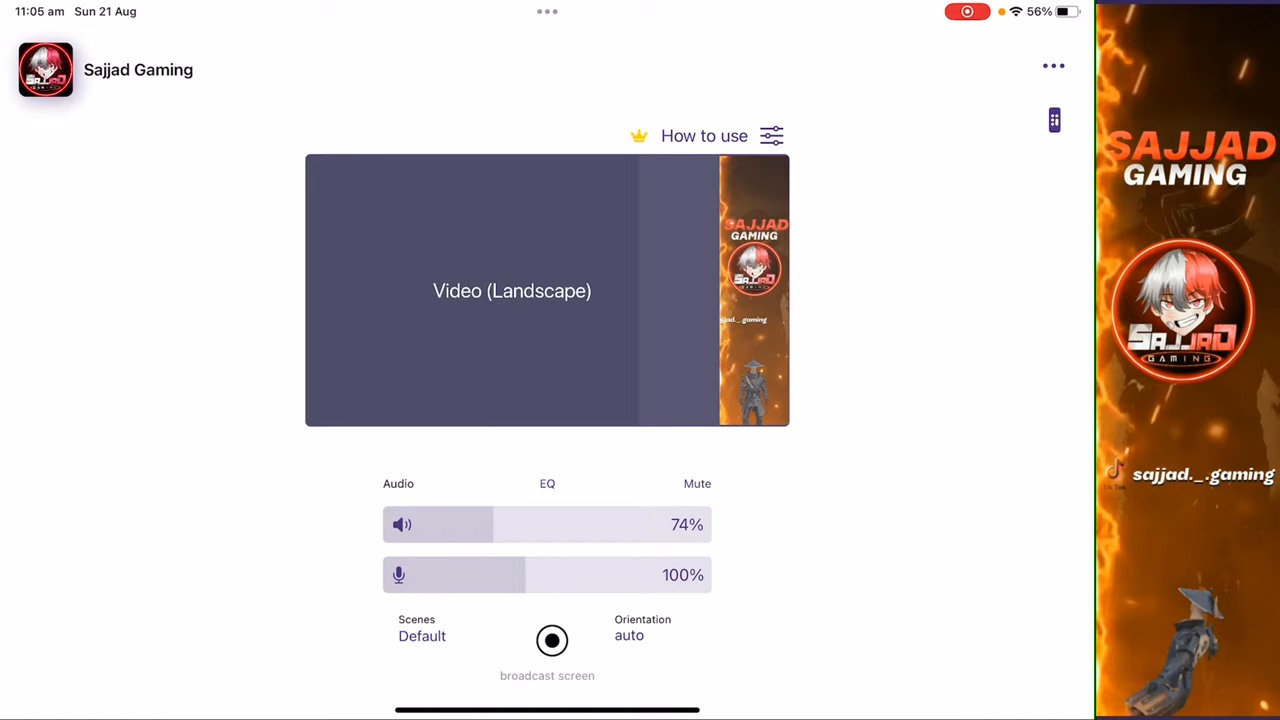 11:05 am Sun 21 Aug
56%
Sajjad Gaming
How to use
Video (Landscape)
SAJJAD
GAMING
Audio
EQ
Mute
74%
100%
Scenes
Default
Orientation
auto
broadcast screen
SAJJAD
GAMING
SAJJAD
GAMING
sajjad._.gaming